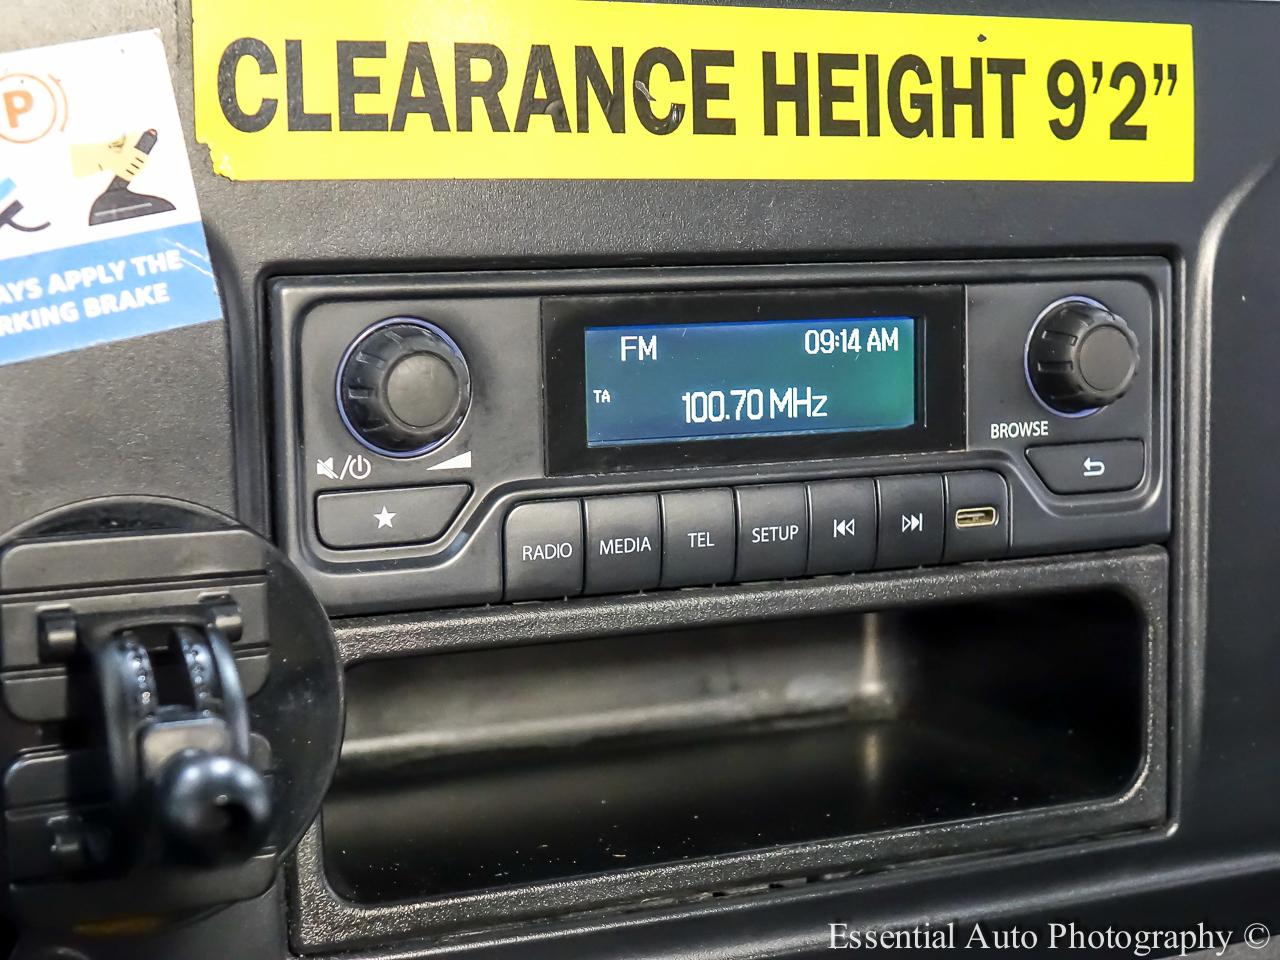 CLEARANCE HEIGHT 9'2"
P
AYS APPLY THE
RKING BRAKE
FM 09:14 AM
TA 100.70 MHz
BROWSE
RADIO MEDIA TEL SETUP
Essential Auto Photography ©